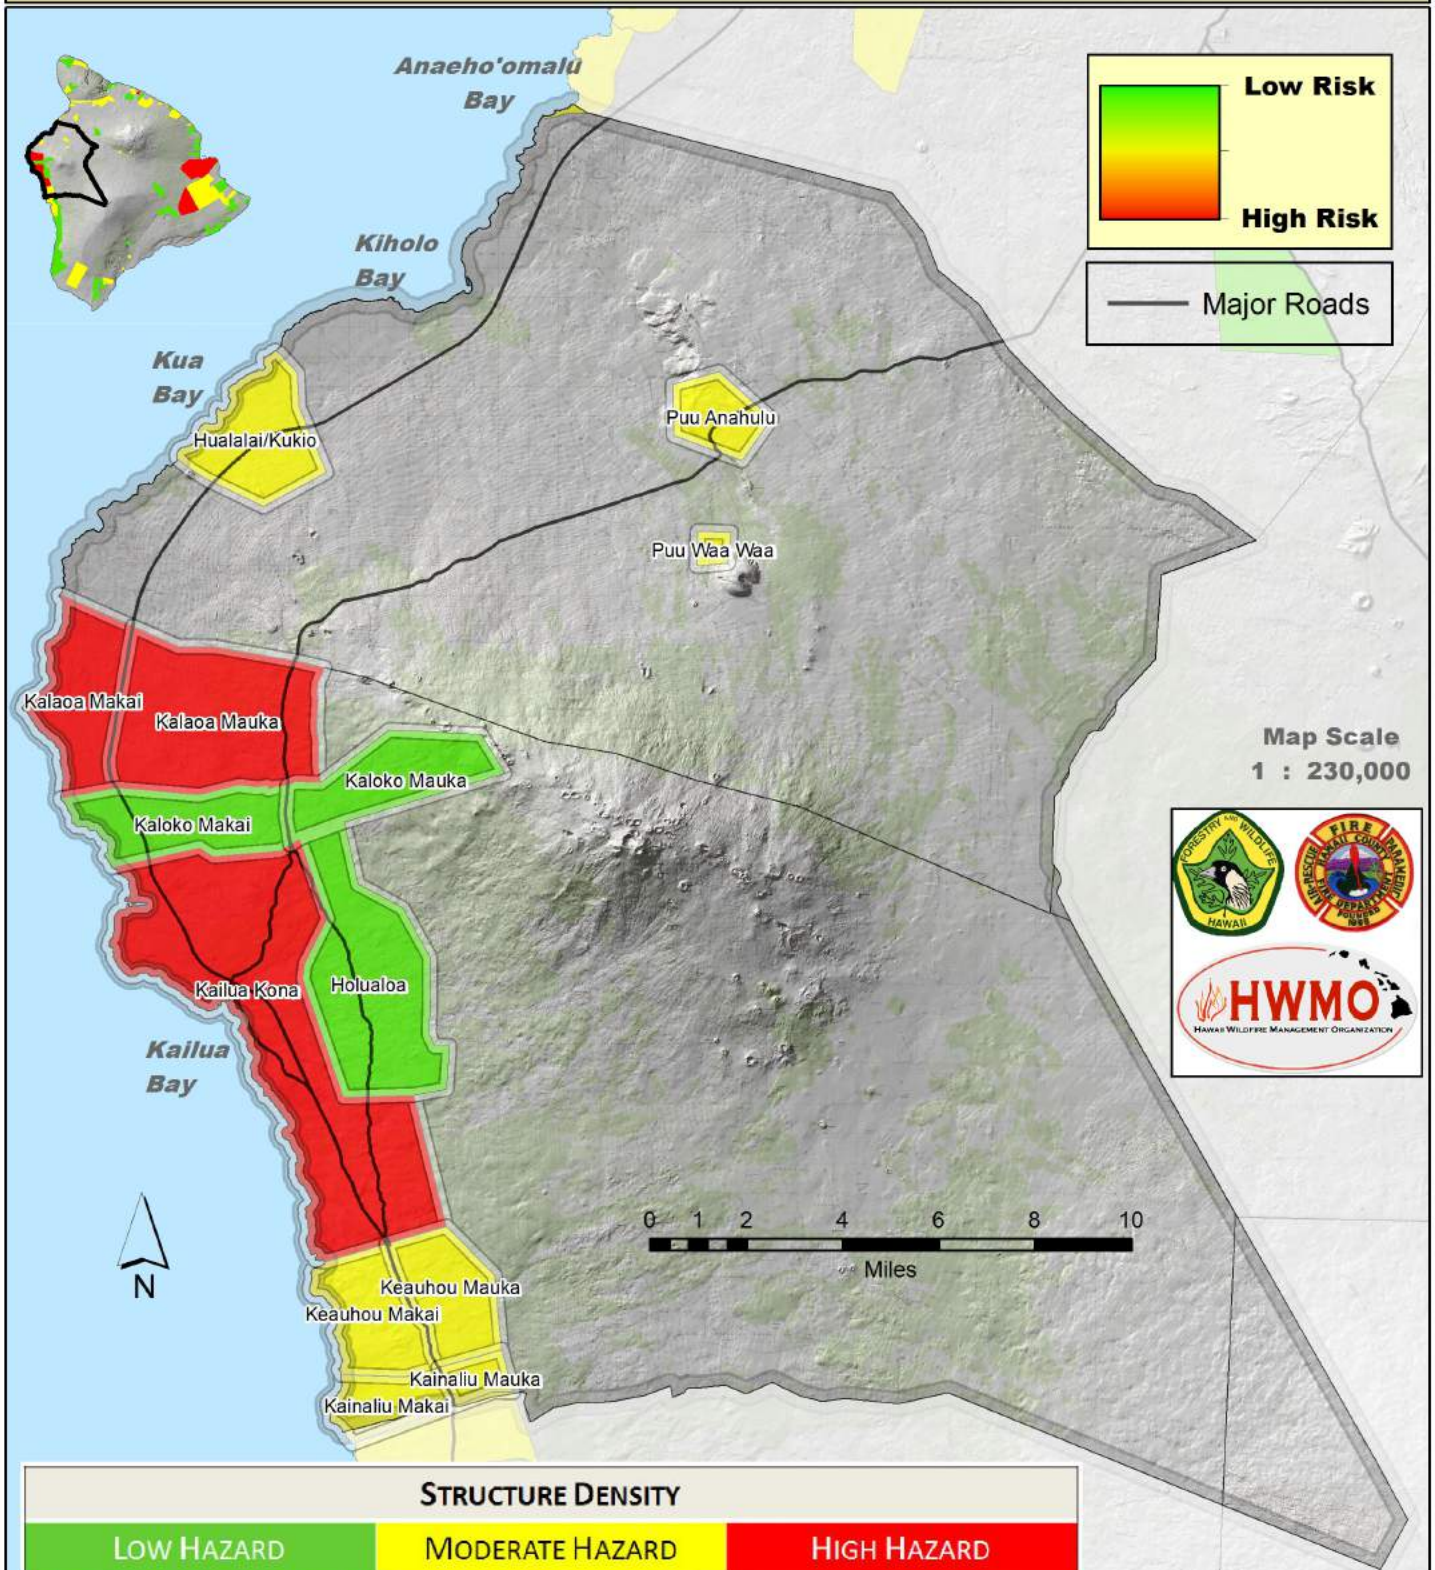 Anaeho'omalu
Bay
Low Risk
High Risk
Kiholo
Bay
Major Roads
Kua
Bay
Hualalai/Kukio
Puu Anahulu
Puu Waa Waa
Kalaoa Makai
Kalaoa Mauka
Map Scale
1 : 230,000
Kaloko Mauka
Kaloko Makai
FORESTRY AND WILDLIFE
HAWAII
FIRE
AIR-RESCUE
PARAMEDIC
HAWAII COUNTY
FIRE DEPARTMENT
FOUNDED
1888
Holualoa
Kailua Kona
HWMO
HAWAII WILDFIRE MANAGEMENT ORGANIZATION
Kailua
Bay
0 1 2 4 6 8 10
Miles
N
Keauhou Mauka
Keauhou Makai
Kainaliu Mauka
Kainaliu Makai
STRUCTURE DENSITY
LOW HAZARD
MODERATE HAZARD
HIGH HAZARD